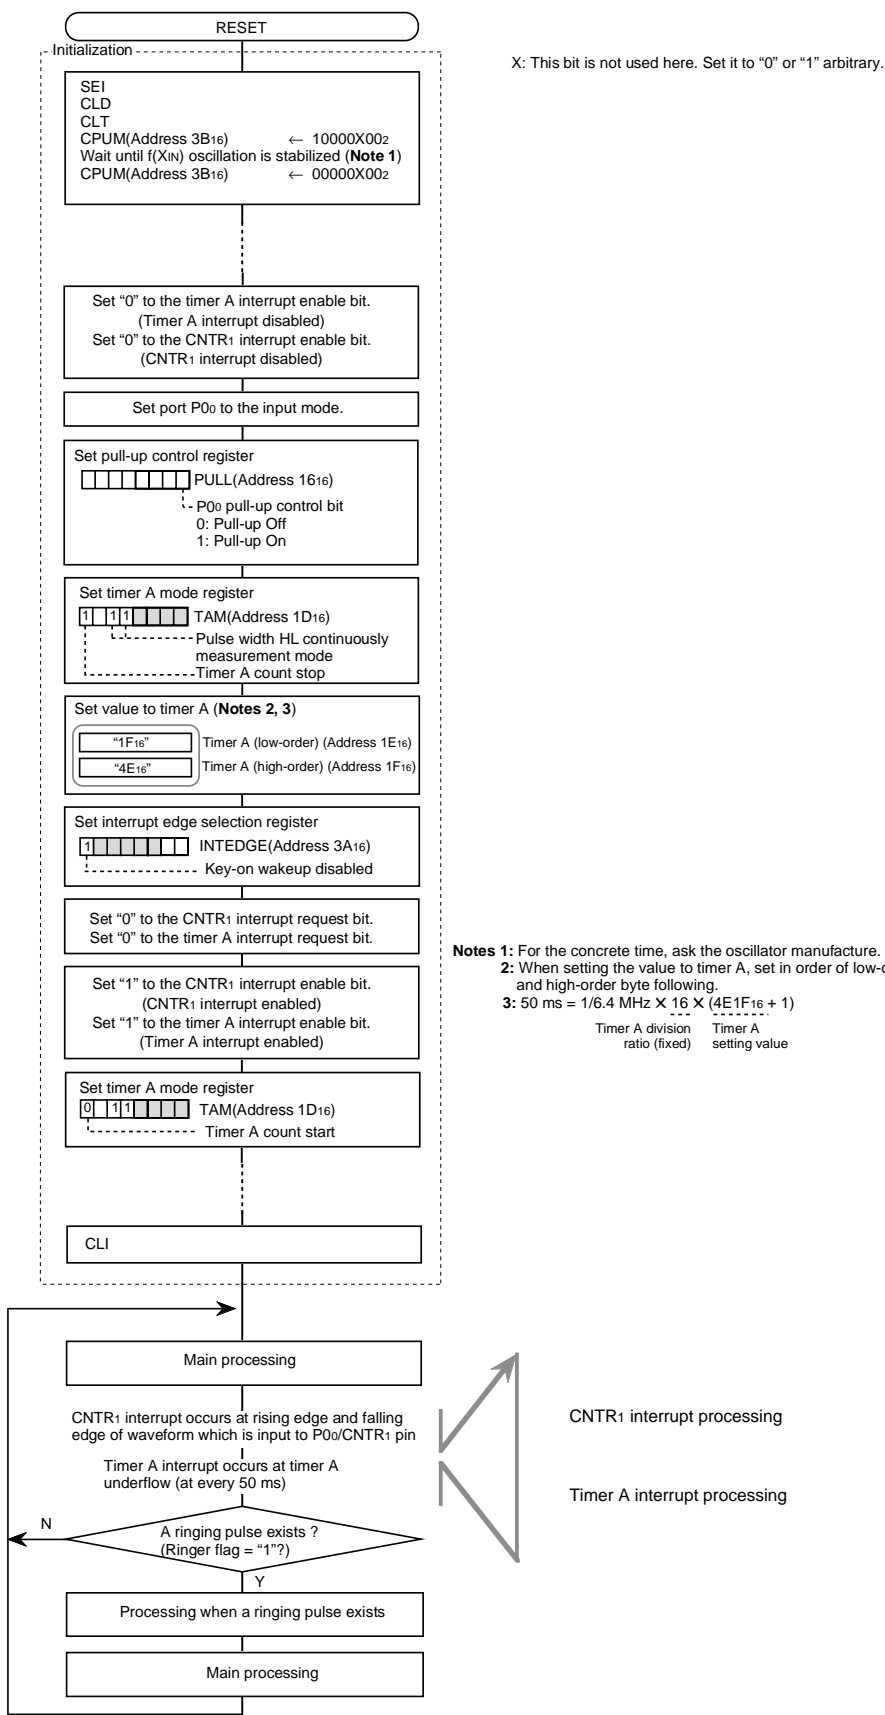 RESET
Initialization
X: This bit is not used here. Set it to “0” or “1” arbitrary.
SEI
CLD
CLT
CPUM(Address 3B16) ← 10000X002
Wait until f(XIN) oscillation is stabilized (Note 1)
CPUM(Address 3B16) ← 00000X002
Set “0” to the timer A interrupt enable bit.
(Timer A interrupt disabled)
Set “0” to the CNTR1 interrupt enable bit.
(CNTR1 interrupt disabled)
Set port P00 to the input mode.
Set pull-up control register
PULL(Address 1616)
P00 pull-up control bit
0: Pull-up Off
1: Pull-up On
Set timer A mode register
1 1 1 TAM(Address 1D16)
Pulse width HL continuously
measurement mode
Timer A count stop
Set value to timer A (Notes 2, 3)
“1F16” Timer A (low-order) (Address 1E16)
“4E16” Timer A (high-order) (Address 1F16)
Set interrupt edge selection register
1 INTEDGE(Address 3A16)
Key-on wakeup disabled
Set “0” to the CNTR1 interrupt request bit.
Set “0” to the timer A interrupt request bit.
Set “1” to the CNTR1 interrupt enable bit.
(CNTR1 interrupt enabled)
Set “1” to the timer A interrupt enable bit.
(Timer A interrupt enabled)
Notes 1: For the concrete time, ask the oscillator manufacture.
2: When setting the value to timer A, set in order of
and high-order byte following.
3: 50 ms = 1/6.4 MHz ✕ 16 ✕ (4E1F16 + 1)
Timer A division Timer A
ratio (fixed) setting value
Set timer A mode register
0 1 1 TAM(Address 1D16)
Timer A count start
CLI
Main processing
CNTR1 interrupt occurs at rising edge and falling
edge of waveform which is input to P00/CNTR1 pin
CNTR1 interrupt processing
Timer A interrupt occurs at timer A
underflow (at every 50 ms)
Timer A interrupt processing
N
A ringing pulse exists ?
(Ringer flag = “1”?)
Y
Processing when a ringing pulse exists
Main processing